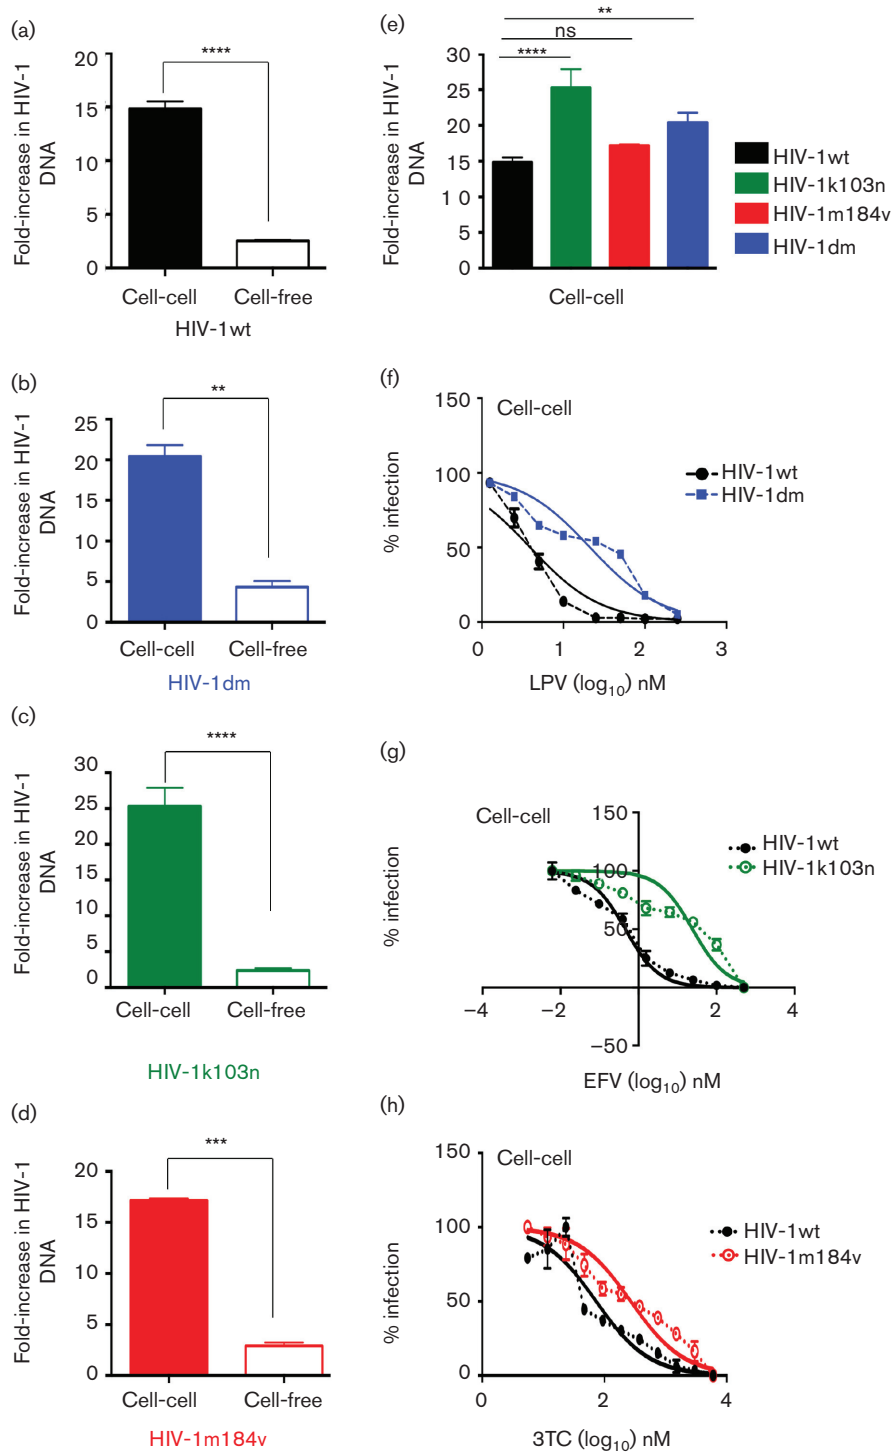 (a)
Fold-increase in HIV-1
DNA
20
15
10
5
0
****
Cell-cell
Cell-free
HIV-1wt
(b)
Fold-increase in HIV-1
DNA
25
20
15
10
5
0
**
Cell-cell
Cell-free
HIV-1dm
(c)
Fold-increase in HIV-1
DNA
30
25
20
15
10
5
0
****
Cell-cell
Cell-free
HIV-1k103n
(d)
Fold-increase in HIV-1
DNA
20
15
10
5
0
***
Cell-cell
Cell-free
HIV-1m184v
(e)
Fold-increase in HIV-1
DNA
30
25
20
15
10
5
0
**
ns
****
Cell-cell
HIV-1wt
HIV-1k103n
HIV-1m184v
HIV-1dm
(f)
Cell-cell
% infection
150
100
50
0
0
1
2
3
LPV (log10) nM
HIV-1wt
HIV-1dm
(g)
Cell-cell
% infection
150
100
50
−50
−4
−2
0
2
4
EFV (log10) nM
HIV-1wt
HIV-1k103n
(h)
Cell-cell
% infection
150
100
50
0
0
2
4
3TC (log10) nM
HIV-1wt
HIV-1m184v